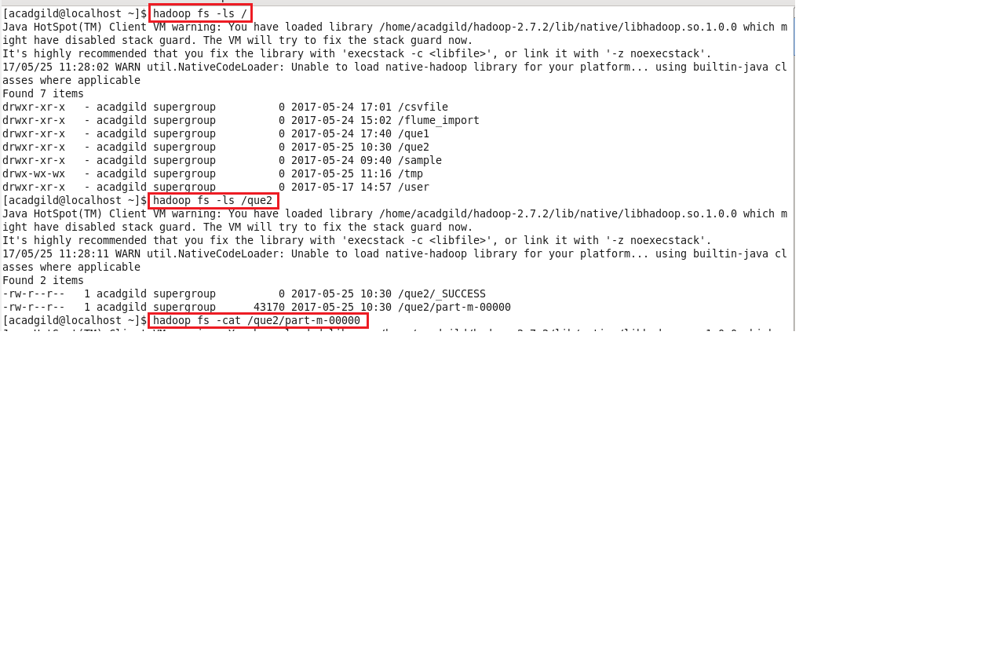 [acadgild@localhost ~]$ hadoop fs -ls /
Java HotSpot(TM) Client VM warning: You have loaded library /home/acadgild/hadoop-2.7.2/lib/native/libhadoop.so.1.0.0 which m
ight have disabled stack guard. The VM will try to fix the stack guard now.
It's highly recommended that you fix the library with 'execstack -c <libfile>', or link it with '-z noexecstack'.
17/05/25 11:28:02 WARN util.NativeCodeLoader: Unable to load native-hadoop library for your platform... using builtin-java cl
asses where applicable
Found 7 items
drwxr-xr-x   - acadgild supergroup          0 2017-05-24 17:01 /csvfile
drwxr-xr-x   - acadgild supergroup          0 2017-05-24 15:02 /flume_import
drwxr-xr-x   - acadgild supergroup          0 2017-05-24 17:40 /que1
drwxr-xr-x   - acadgild supergroup          0 2017-05-25 10:30 /que2
drwxr-xr-x   - acadgild supergroup          0 2017-05-24 09:40 /sample
drwx-wx-wx   - acadgild supergroup          0 2017-05-25 11:16 /tmp
drwxr-xr-x   - acadgild supergroup          0 2017-05-17 14:57 /user
[acadgild@localhost ~]$ hadoop fs -ls /que2
Java HotSpot(TM) Client VM warning: You have loaded library /home/acadgild/hadoop-2.7.2/lib/native/libhadoop.so.1.0.0 which m
ight have disabled stack guard. The VM will try to fix the stack guard now.
It's highly recommended that you fix the library with 'execstack -c <libfile>', or link it with '-z noexecstack'.
17/05/25 11:28:11 WARN util.NativeCodeLoader: Unable to load native-hadoop library for your platform... using builtin-java cl
asses where applicable
Found 2 items
-rw-r--r--   1 acadgild supergroup          0 2017-05-25 10:30 /que2/_SUCCESS
-rw-r--r--   1 acadgild supergroup      43170 2017-05-25 10:30 /que2/part-m-00000
[acadgild@localhost ~]$ hadoop fs -cat /que2/part-m-00000